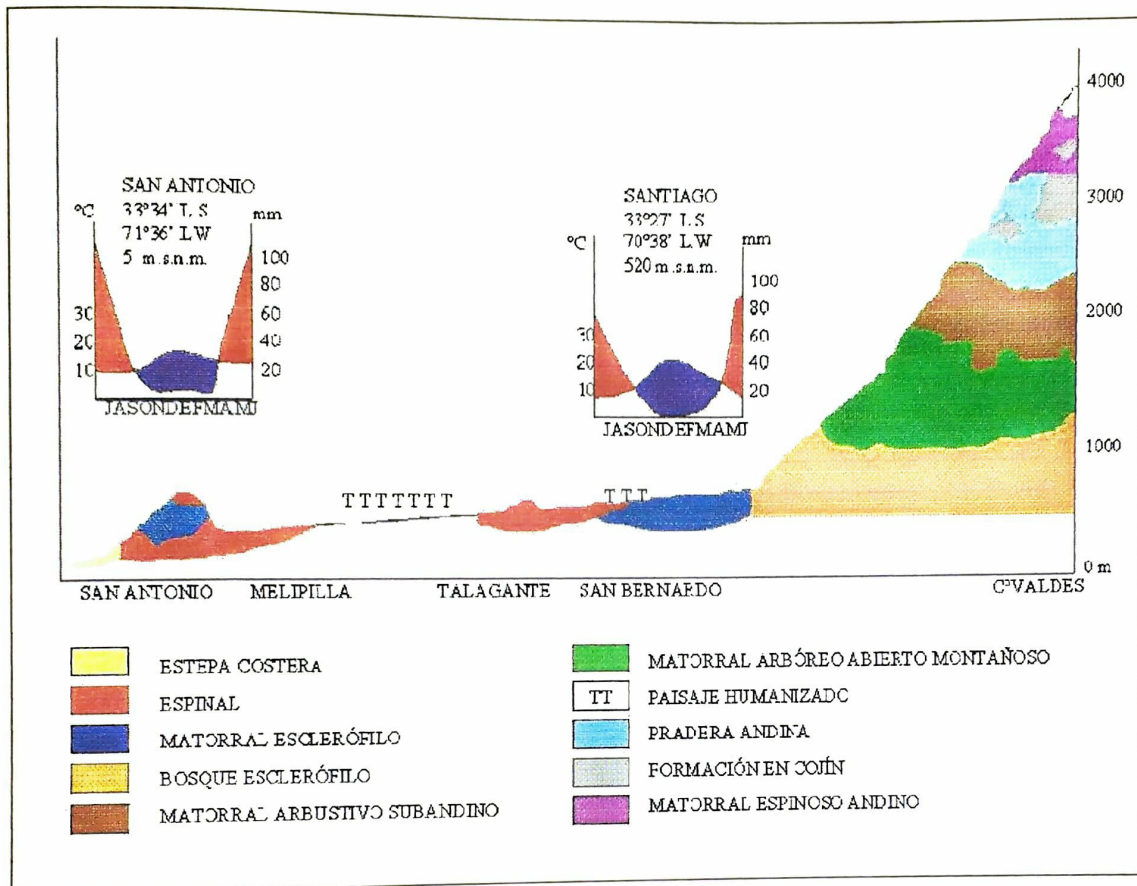 SAN ANTONIO
33°34' L S
71°36' L W
5 m.s.n.m.
°C
mm
100
80
30
60
20
40
10
20
JASONDEFMAMJ
SANTIAGO
33°27' L S
70°38' L W
520 m.s.n.m.
°C
mm
100
80
30
60
20
40
10
20
JASONDEFMAMJ
4000
3000
2000
1000
0 m
TTTTTTT
TTT
SAN ANTONIO
MELIPILLA
TALAGANTE
SAN BERNARDO
C°VALDES
ESTEPA COSTERA
ESPINAL
MATORRAL ESCLERÓFILO
BOSQUE ESCLERÓFILO
MATORRAL ARBUSTIVO SUBANDINO
MATORRAL ARBÓREO ABIERTO MONTAÑOSO
TT PAISAJE HUMANIZADO
PRADERA ANDINA
FORMACIÓN EN COJÍN
MATORRAL ESPINOSO ANDINO